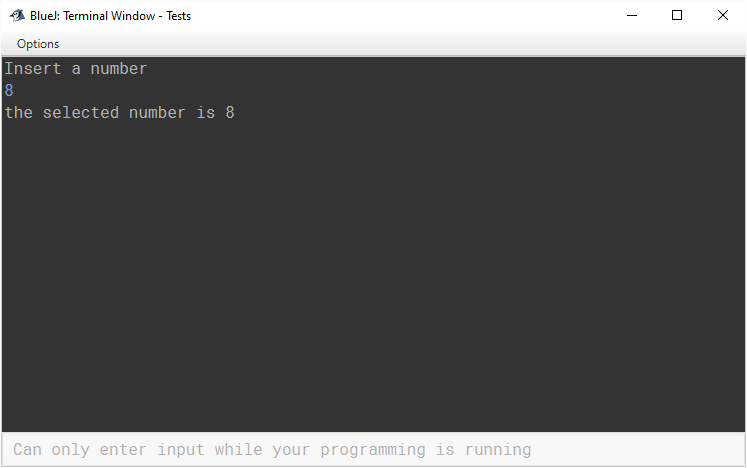 BlueJ: Terminal Window - Tests
Options
Insert a number
8
the selected number is 8
Can only enter input while your programming is running